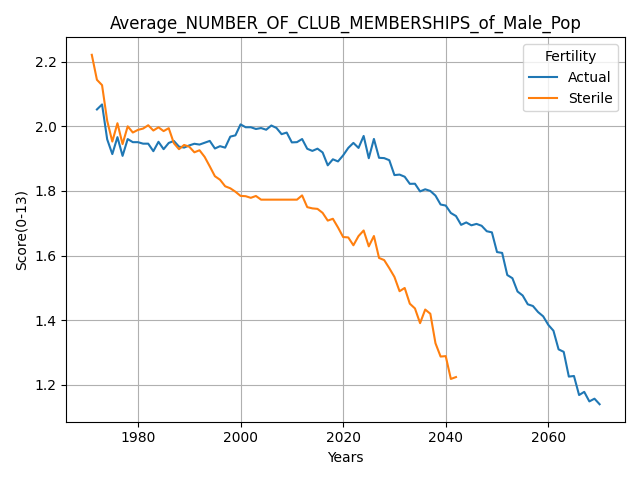 Average_NUMBER_OF_CLUB_MEMBERSHIPS_of_Male_Pop
Fertility
Actual
Sterile
Score(0-13)
2.2
2.0
1.8
1.6
1.4
1.2
1980
2000
2020
2040
2060
Years